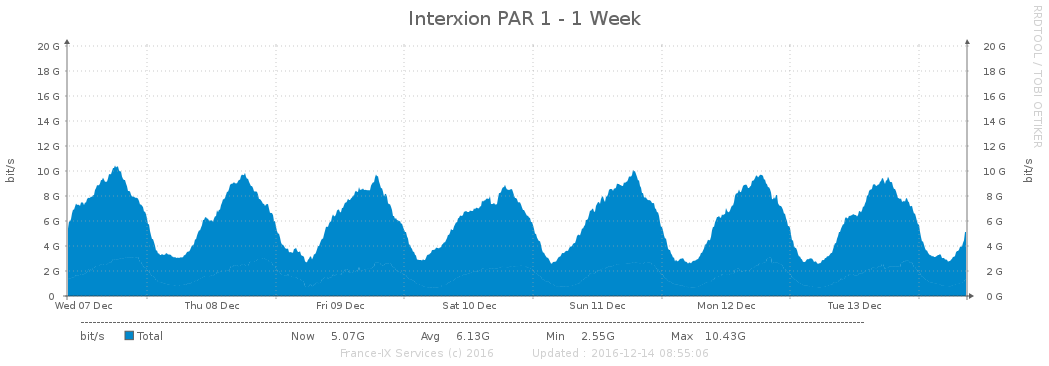 Interxion PAR 1 - 1 Week
RRDTOOL / TOBI OETIKER
bit/s
bit/s
20 G 20 G
18 G 18 G
16 G 16 G
14 G 14 G
12 G 12 G
10 G 10 G
8 G 8 G
6 G 6 G
4 G 4 G
2 G 2 G
0 0 G
Wed 07 Dec Thu 08 Dec Fri 09 Dec Sat 10 Dec Sun 11 Dec Mon 12 Dec Tue 13 Dec
bit/s Total Now 5.07G Avg 6.13G Min 2.55G Max 10.43G
France-IX Services (c) 2016 Updated : 2016-12-14 08:55:06